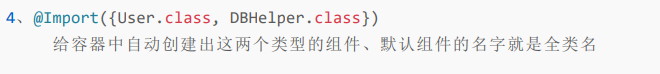 4、@Import({User.class, DBHelper.class})
给容器中自动创建出这两个类型的组件、默认组件的名字就是全类名